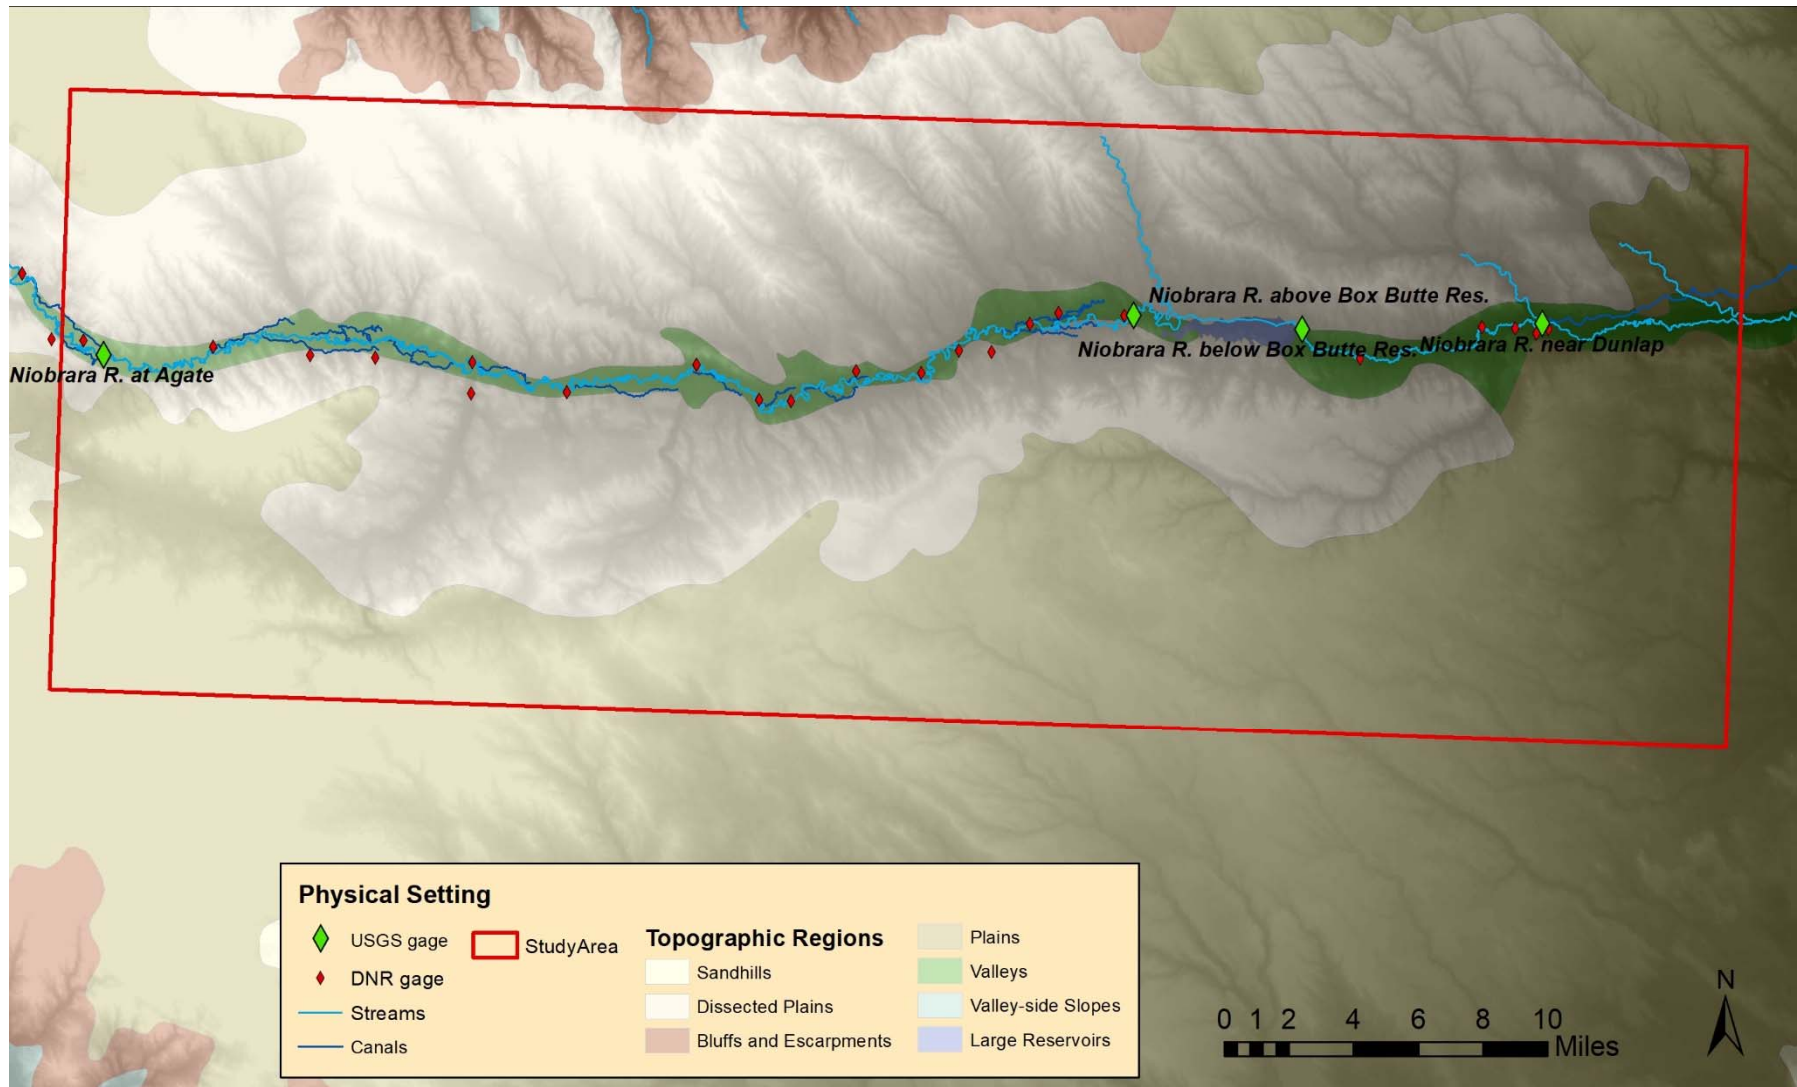 Niobrara R. above Box Butte Res.
Niobrara R. below Box Butte Res.
Niobrara R. near Dunlap
Niobrara R. at Agate
Physical Setting
USGS gage
StudyArea
DNR gage
Streams
Canals
Topographic Regions
Sandhills
Dissected Plains
Bluffs and Escarpments
Plains
Valleys
Valley-side Slopes
Large Reservoirs
0 1 2 4 6 8 10
Miles
N